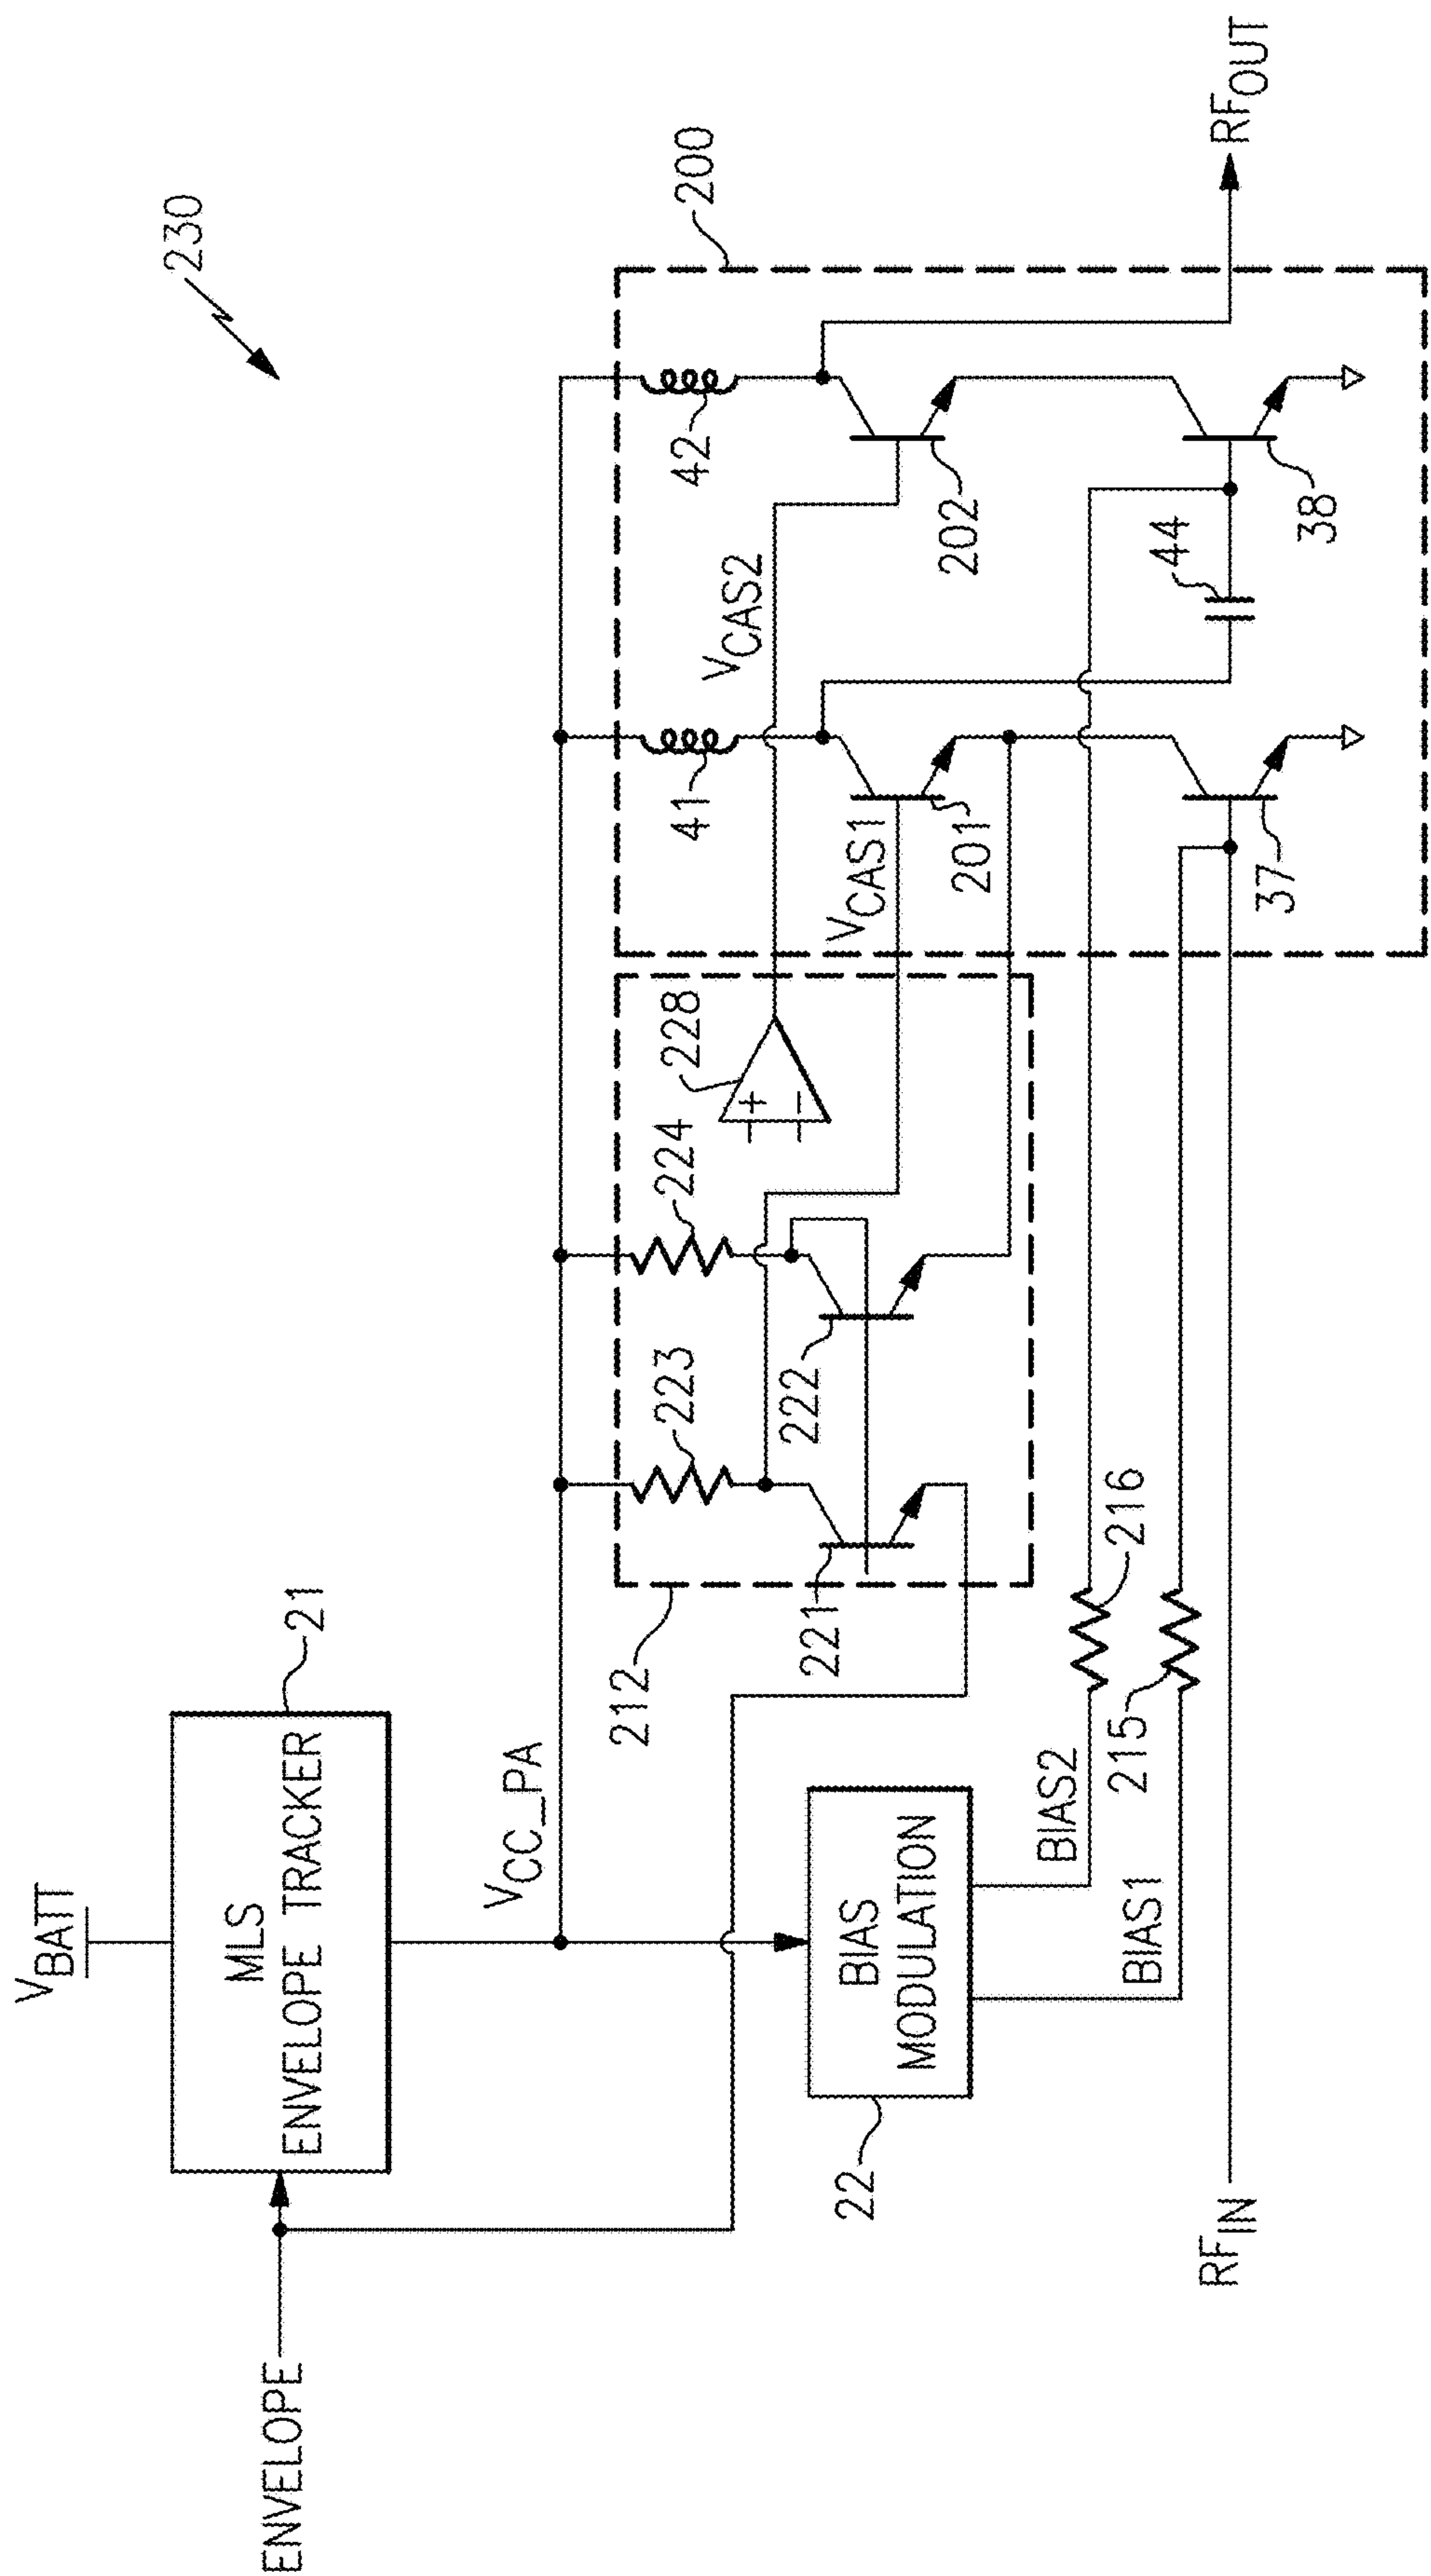 230
V_BATT
MLS
ENVELOPE TRACKER
21
ENVELOPE
V_CC_PA
212
223
224
228
+
−
221
222
V_CAS1
V_CAS2
41
42
200
201
202
RF_OUT
BIAS
MODULATION
22
BIAS2
BIAS1
216
215
44
37
38
RF_IN